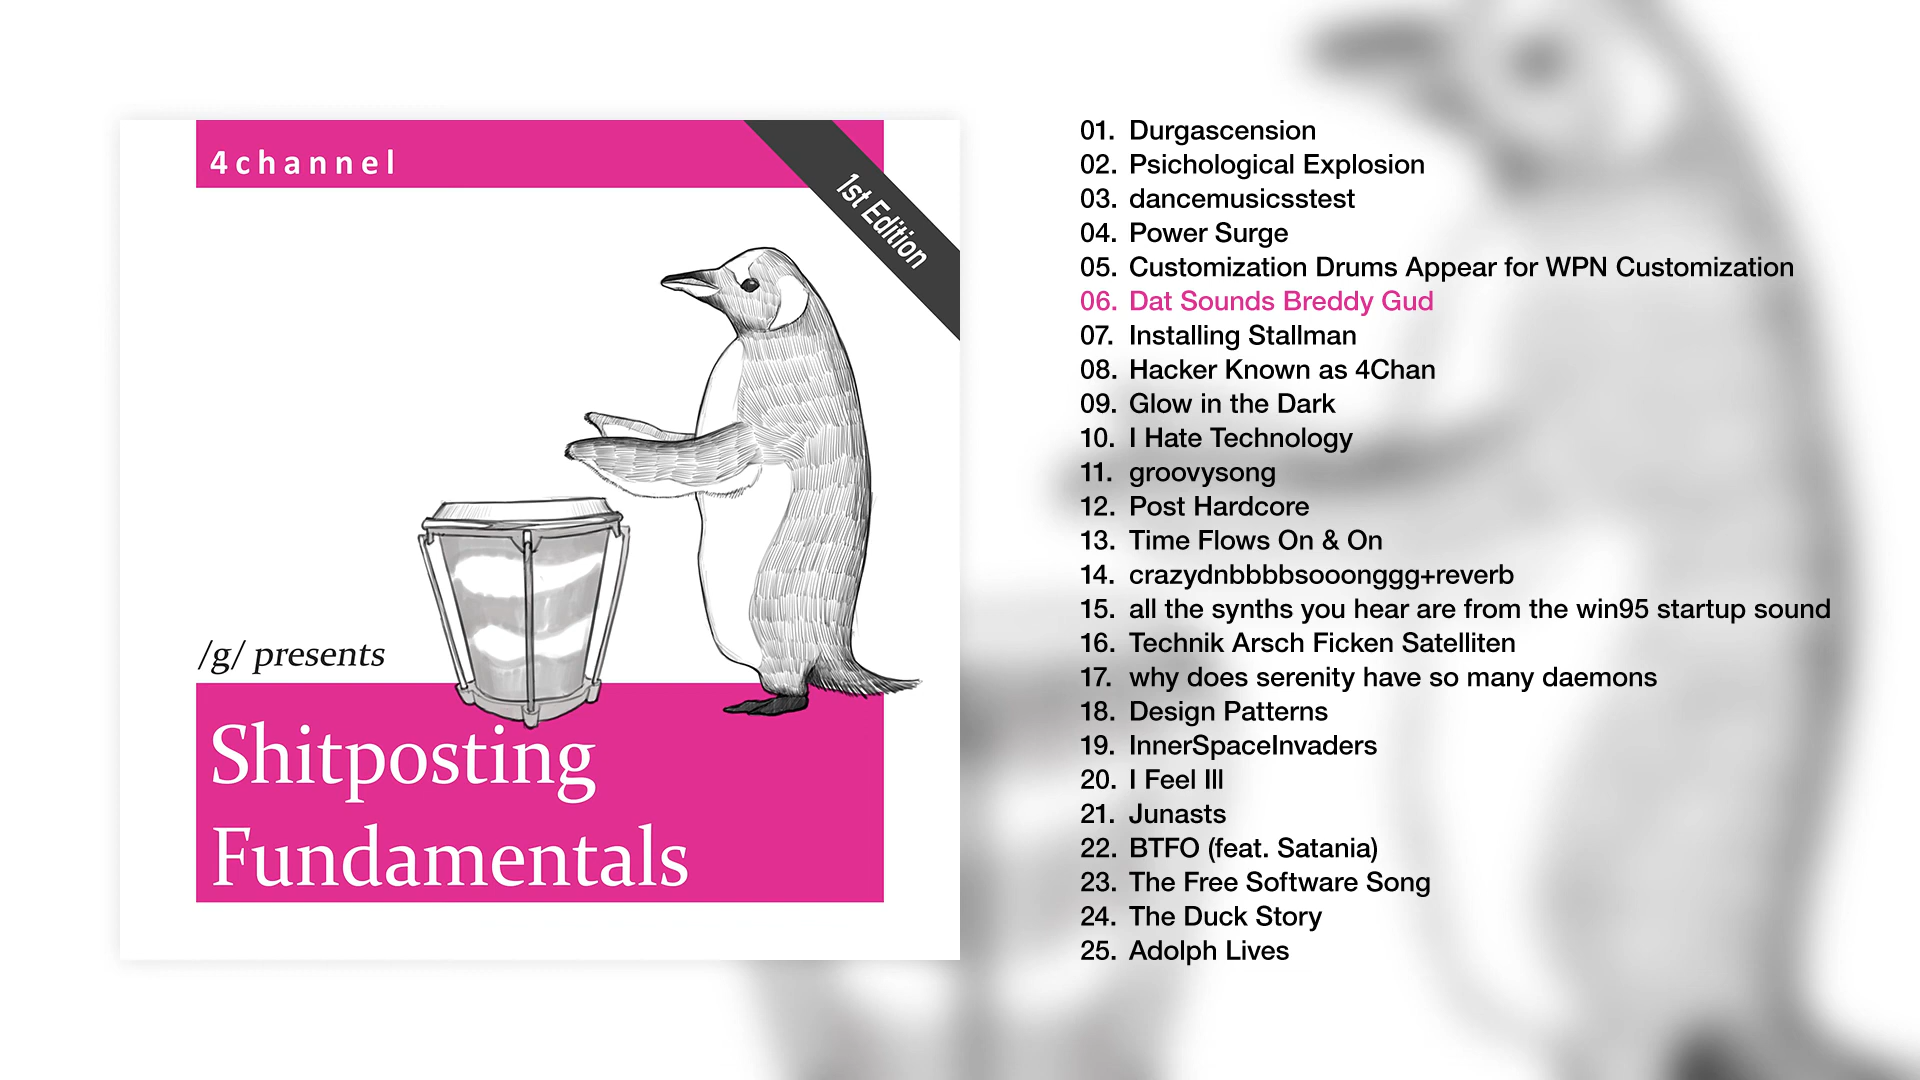 4channel
1st Edition
/g/ presents
Shitposting
Fundamentals
01. Durgascension
02. Psichological Explosion
03. dancemusicsstest
04. Power Surge
05. Customization Drums Appear for WPN Customization
06. Dat Sounds Breddy Gud
07. Installing Stallman
08. Hacker Known as 4Chan
09. Glow in the Dark
10. I Hate Technology
11. groovysong
12. Post Hardcore
13. Time Flows On & On
14. crazydnbbbbsooonggg+reverb
15. all the synths you hear are from the win95 startup sound
16. Technik Arsch Ficken Satelliten
17. why does serenity have so many daemons
18. Design Patterns
19. InnerSpaceInvaders
20. I Feel Ill
21. Junasts
22. BTFO (feat. Satania)
23. The Free Software Song
24. The Duck Story
25. Adolph Lives